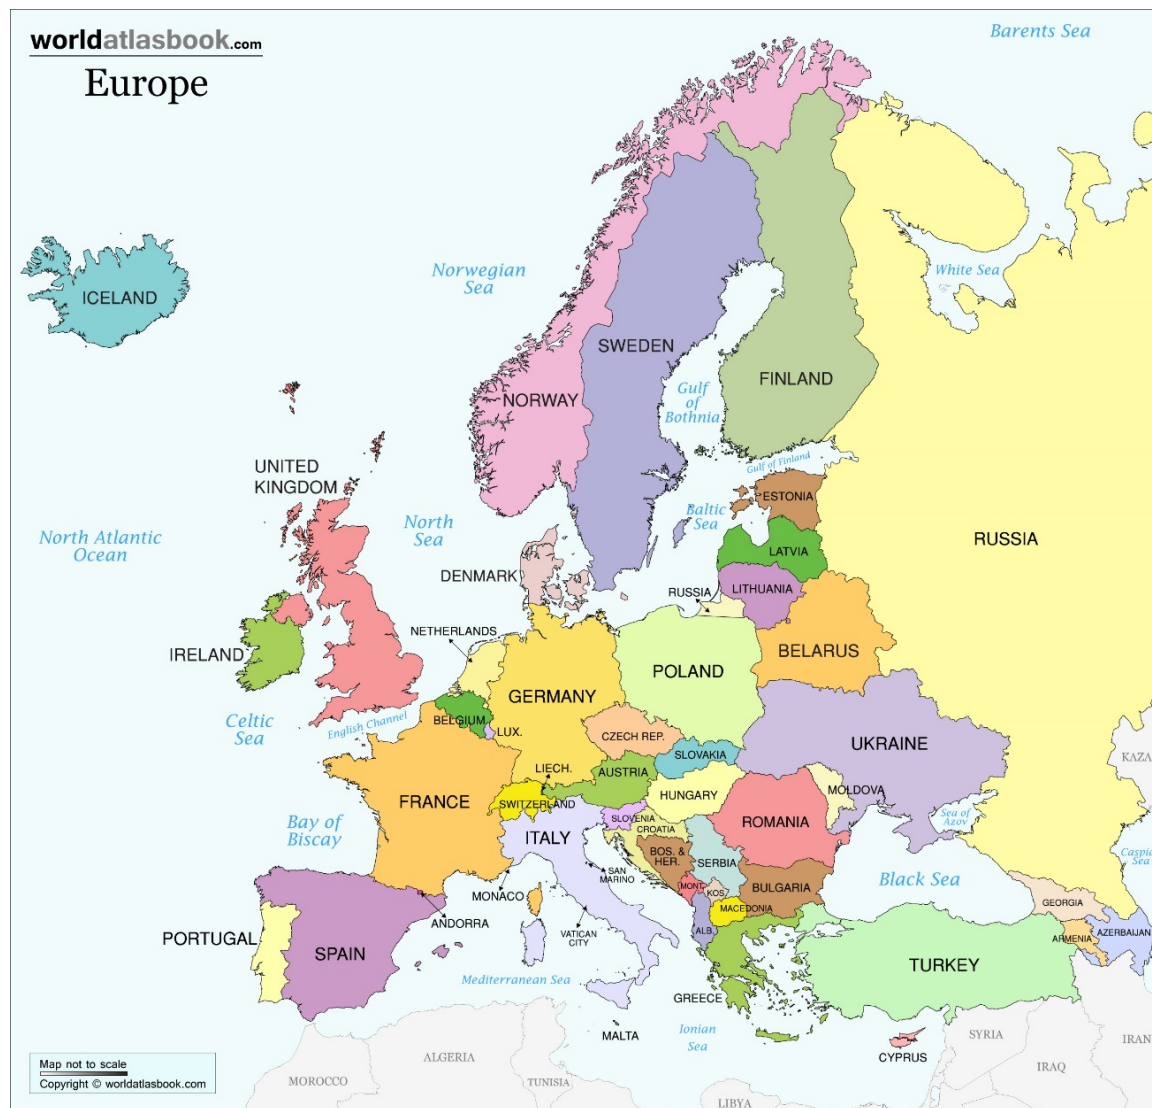 worldatlasbook.com
Europe
Barents Sea
ICELAND
Norwegian
Sea
White Sea
SWEDEN
FINLAND
NORWAY
Gulf
of
Bothnia
Gulf of Finland
UNITED
KINGDOM
North Atlantic
Ocean
North
Sea
Baltic
Sea
ESTONIA
RUSSIA
LATVIA
DENMARK
RUSSIA
LITHUANIA
NETHERLANDS
IRELAND
BELARUS
POLAND
GERMANY
Celtic
Sea
English Channel
BELGIUM
LUX.
CZECH REP.
UKRAINE
SLOVAKIA
KAZA
LIECH.
AUSTRIA
FRANCE
SWITZERLAND
HUNGARY
MOLDOVA
Bay of
Biscay
ITALY
SLOVENIA
CROATIA
ROMANIA
Sea of
Azov
BOS. &
HER.
SERBIA
Caspia
Sea
SAN
MARINO
MONACO
MONT.
KOS.
BULGARIA
Black Sea
GEORGIA
ANDORRA
MACEDONIA
PORTUGAL
SPAIN
VATICAN
CITY
ALB.
ARMENIA
AZERBAIJAN
TURKEY
Mediterranean Sea
GREECE
MALTA
Ionian
Sea
CYPRUS
SYRIA
IRAN
IRAQ
ALGERIA
MOROCCO
TUNISIA
LIBYA
Map not to scale
Copyright © worldatlasbook.com